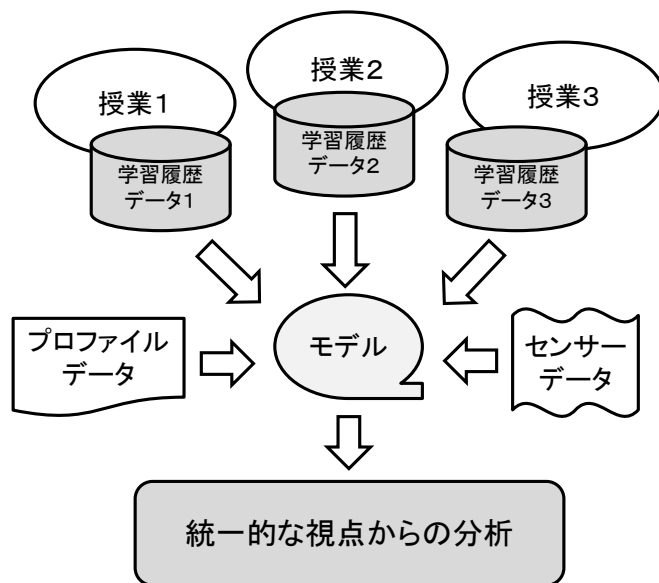 授業1
授業2
授業3
学習履歴
データ1
学習履歴
データ2
学習履歴
データ3
プロファイル
データ
モデル
センサー
データ
統一的な視点からの分析